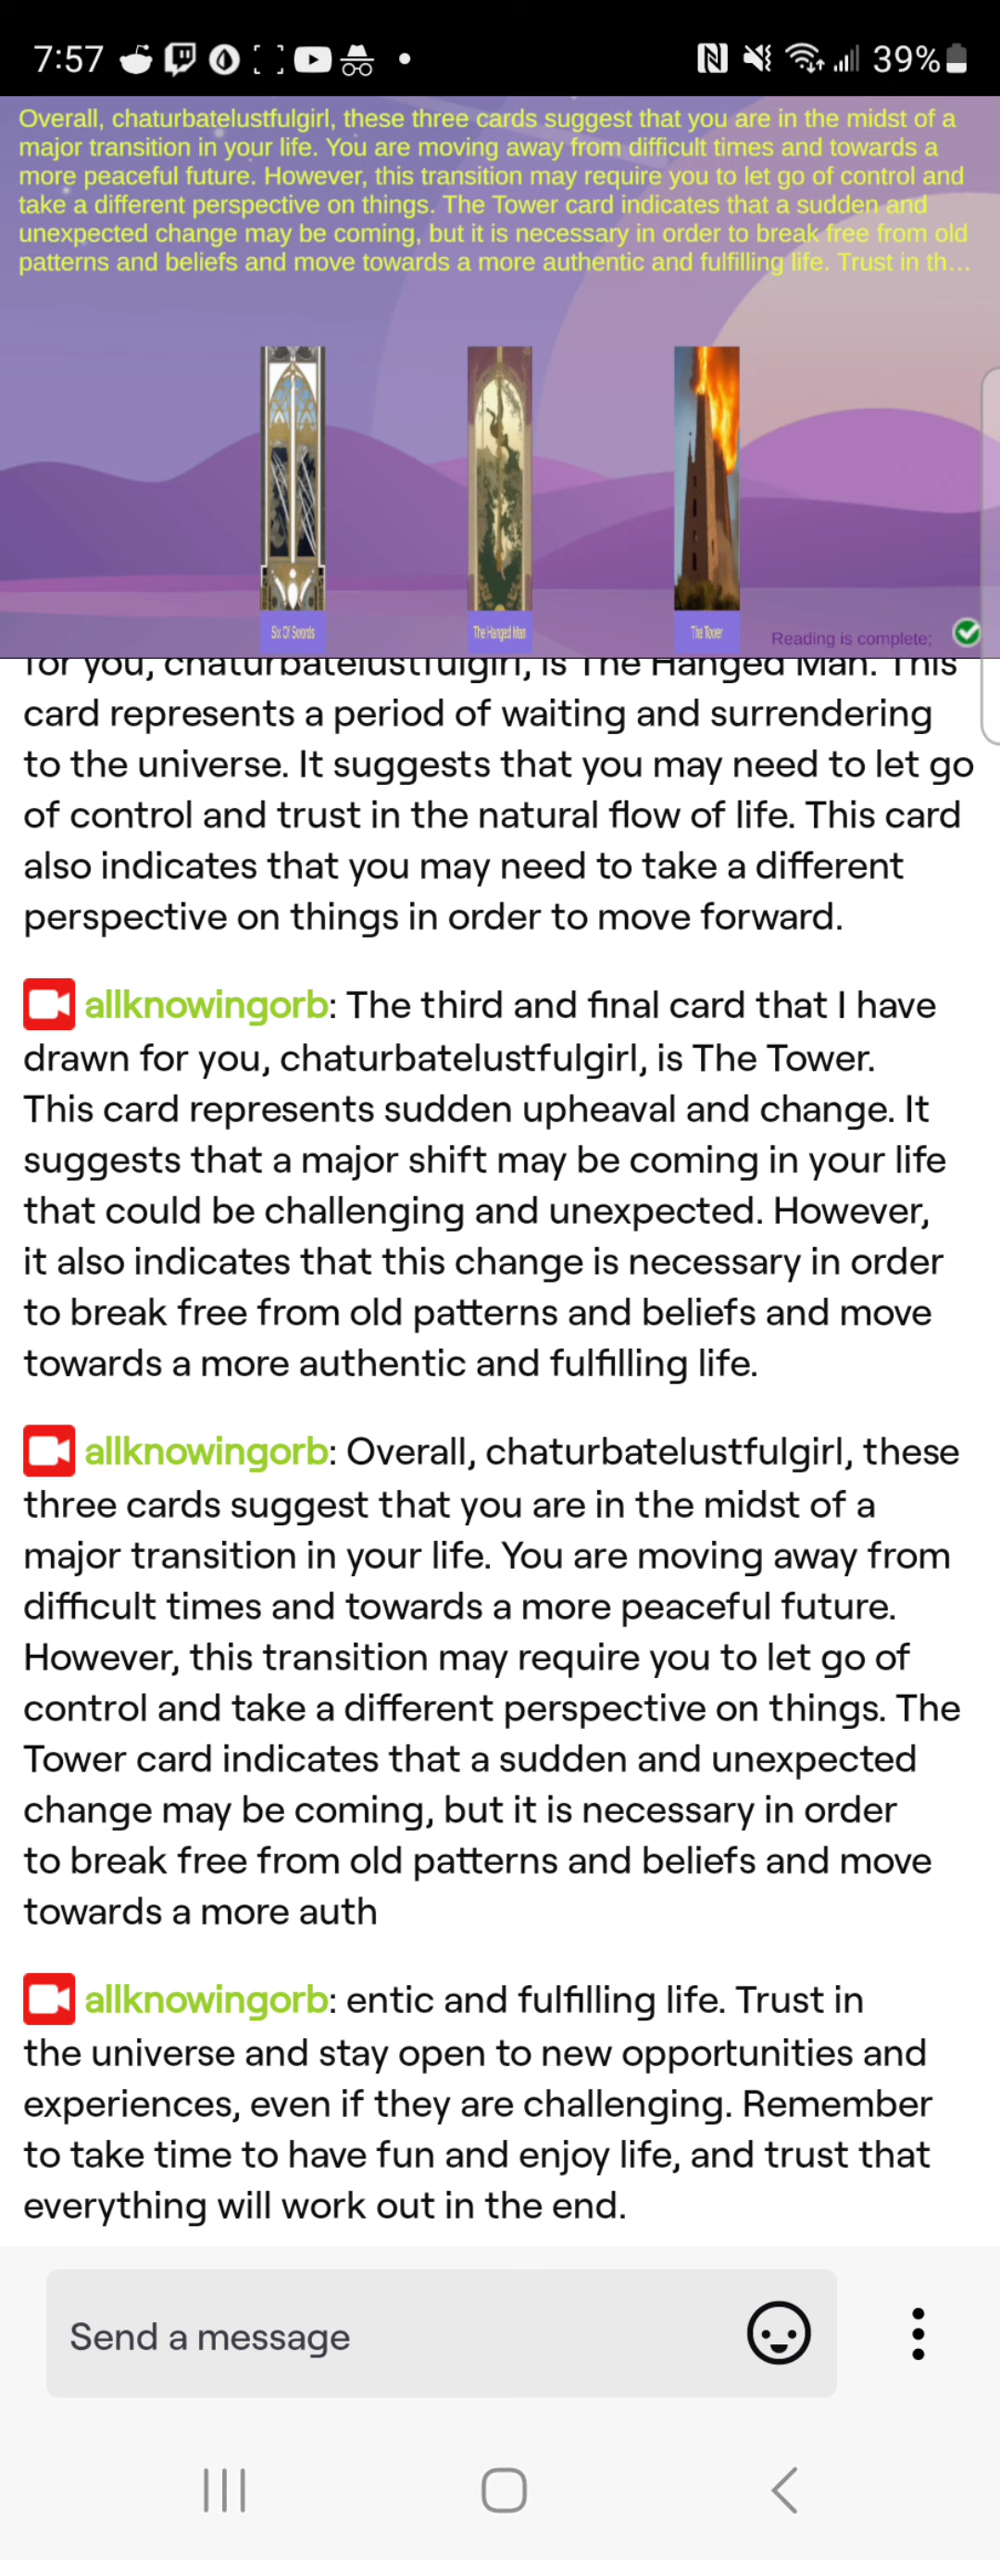 7:57
39%
Overall, chaturbatelustfulgirl, these three cards suggest that you are in the midst of a
major transition in your life. You are moving away from difficult times and towards a
more peaceful future. However, this transition may require you to let go of control and
take a different perspective on things. The Tower card indicates that a sudden and
unexpected change may be coming, but it is necessary in order to break free from old
patterns and beliefs and move towards a more authentic and fulfilling life. Trust in th...
Six Of Swords
The Hanged Man
The Tower
Reading is complete;
for you, chaturbatelustfulgirl, is The Hanged Man. This
card represents a period of waiting and surrendering
to the universe. It suggests that you may need to let go
of control and trust in the natural flow of life. This card
also indicates that you may need to take a different
perspective on things in order to move forward.
allknowingorb: The third and final card that I have
drawn for you, chaturbatelustfulgirl, is The Tower.
This card represents sudden upheaval and change. It
suggests that a major shift may be coming in your life
that could be challenging and unexpected. However,
it also indicates that this change is necessary in order
to break free from old patterns and beliefs and move
towards a more authentic and fulfilling life.
allknowingorb: Overall, chaturbatelustfulgirl, these
three cards suggest that you are in the midst of a
major transition in your life. You are moving away from
difficult times and towards a more peaceful future.
However, this transition may require you to let go of
control and take a different perspective on things. The
Tower card indicates that a sudden and unexpected
change may be coming, but it is necessary in order
to break free from old patterns and beliefs and move
towards a more auth
allknowingorb: entic and fulfilling life. Trust in
the universe and stay open to new opportunities and
experiences, even if they are challenging. Remember
to take time to have fun and enjoy life, and trust that
everything will work out in the end.
Send a message